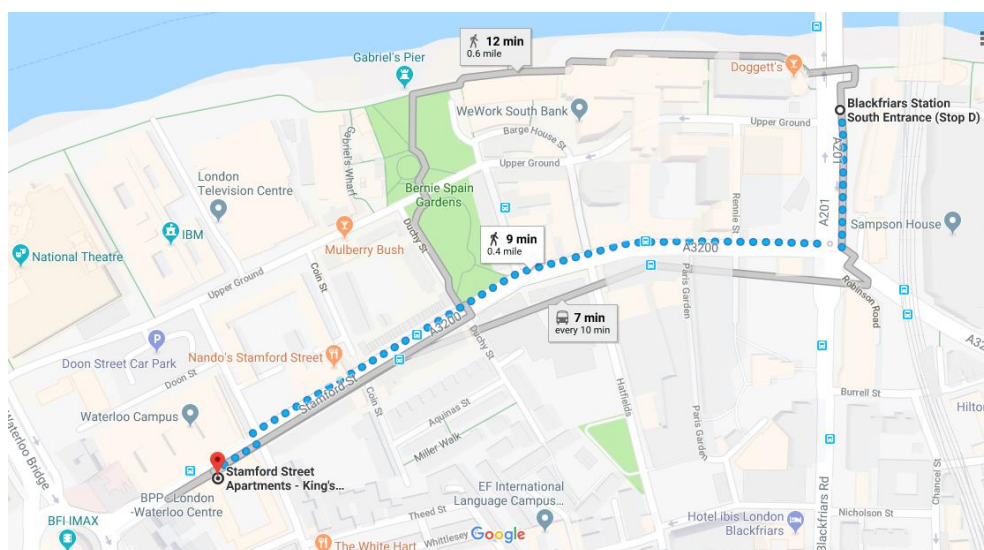 12 min
0.6 mile
Gabriel's Pier
Doggett's
WeWork South Bank
Blackfriars Station
South Entrance (Stop D)
Upper Ground
Barge House St
A201
Gabriel's Wharf
Upper Ground
London
Television Centre
Bernie Spain
Gardens
Rennie St
A201
Duchy St
Sampson House
IBM
9 min
0.4 mile
Mulberry Bush
National Theatre
A3200
Coin St
Upper Ground
Paris Garden
Robinson Road
7 min
every 10 min
A3200
Doon Street Car Park
Nando's Stamford Street
Duchy St
Doon St
Stamford St
Hatfields
Burrell St
Waterloo Campus
Coin St
Aquinas St
Paris Garden
Hilton
Miller Walk
Waterloo Bridge
Stamford Street
Apartments - King's...
Chancel St
BPP - London
-Waterloo Centre
EF International
Language Campus...
Blackfriars Rd
Theed St
Nicholson St
BFI IMAX
Google
Hotel ibis London
Blackfriars
Whittlesey
The White Hart